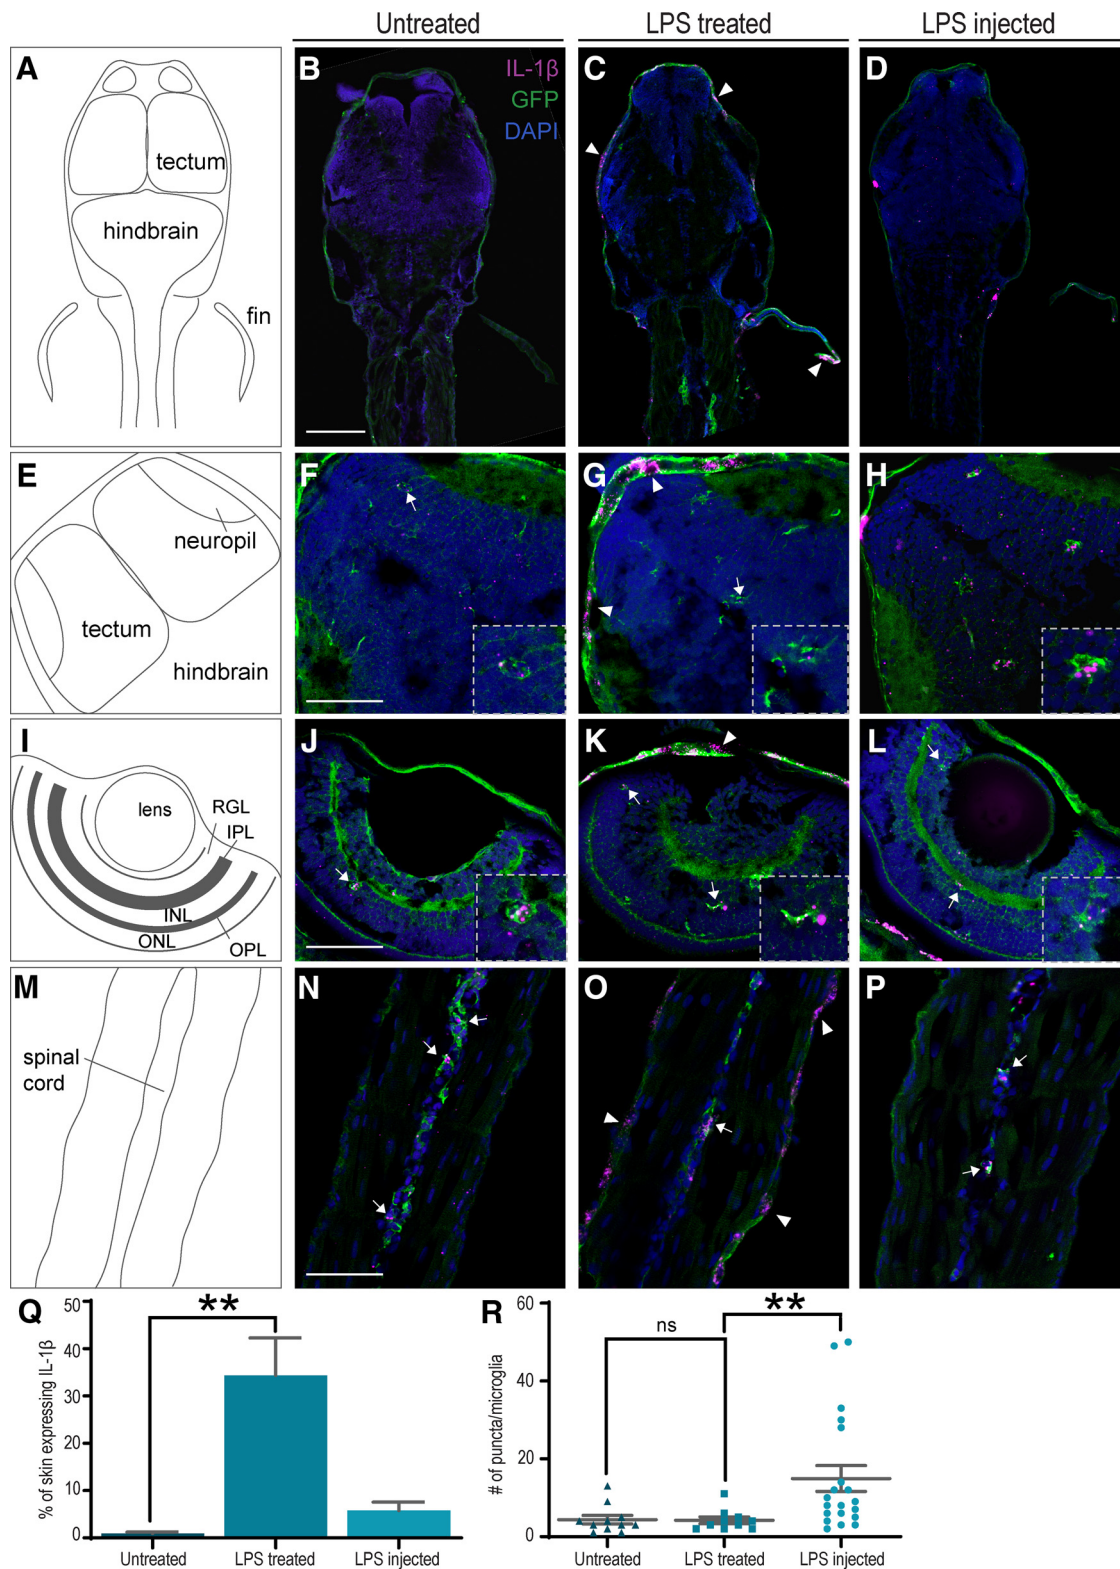 Untreated
LPS treated
LPS injected
A
tectum
hindbrain
fin
B
IL-1β
GFP
DAPI
C
D
E
neuropil
tectum
hindbrain
F
G
H
I
lens
RGL
IPL
INL
ONL
OPL
J
K
L
M
spinal
cord
N
O
P
Q
% of skin expressing IL-1β
50
40
30
20
10
0
**
Untreated
LPS treated
LPS injected
R
# of puncta/microglia
60
40
20
0
ns
**
Untreated
LPS treated
LPS injected